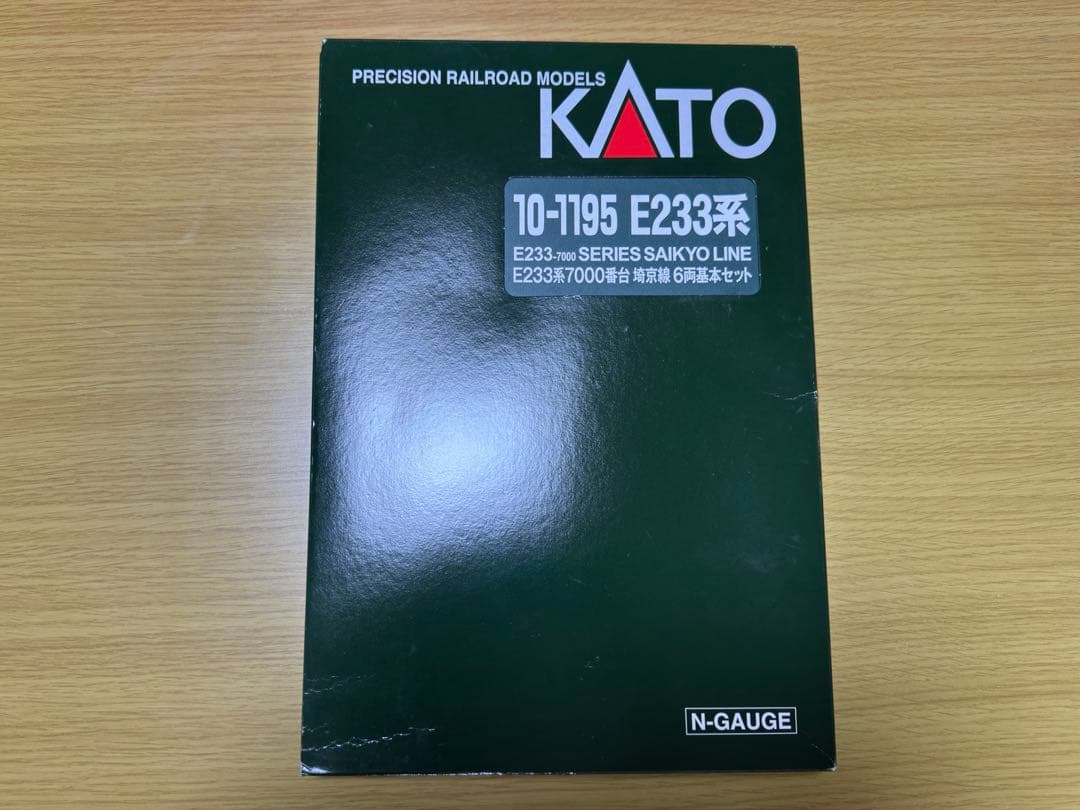 PRECISION RAILROAD MODELS
KATO
10-1195 E233系
E233-7000 SERIES SAIKYO LINE
E233系7000番台 埼京線 6両基本セット
N-GAUGE